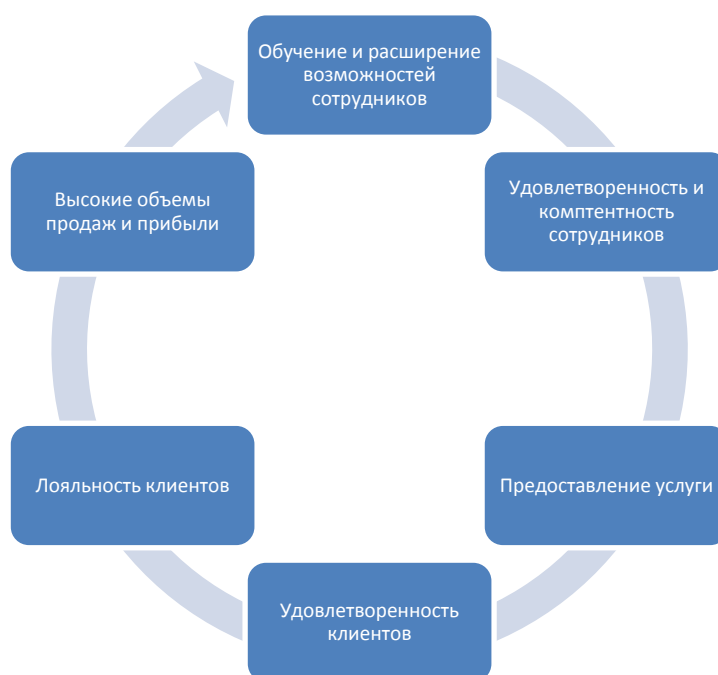 Обучение и расширение
возможностей
сотрудников
Удовлетворенность и
комптентность
сотрудников
Предоставление услуги
Удовлетворенность
клиентов
Лояльность клиентов
Высокие объемы
продаж и прибыли